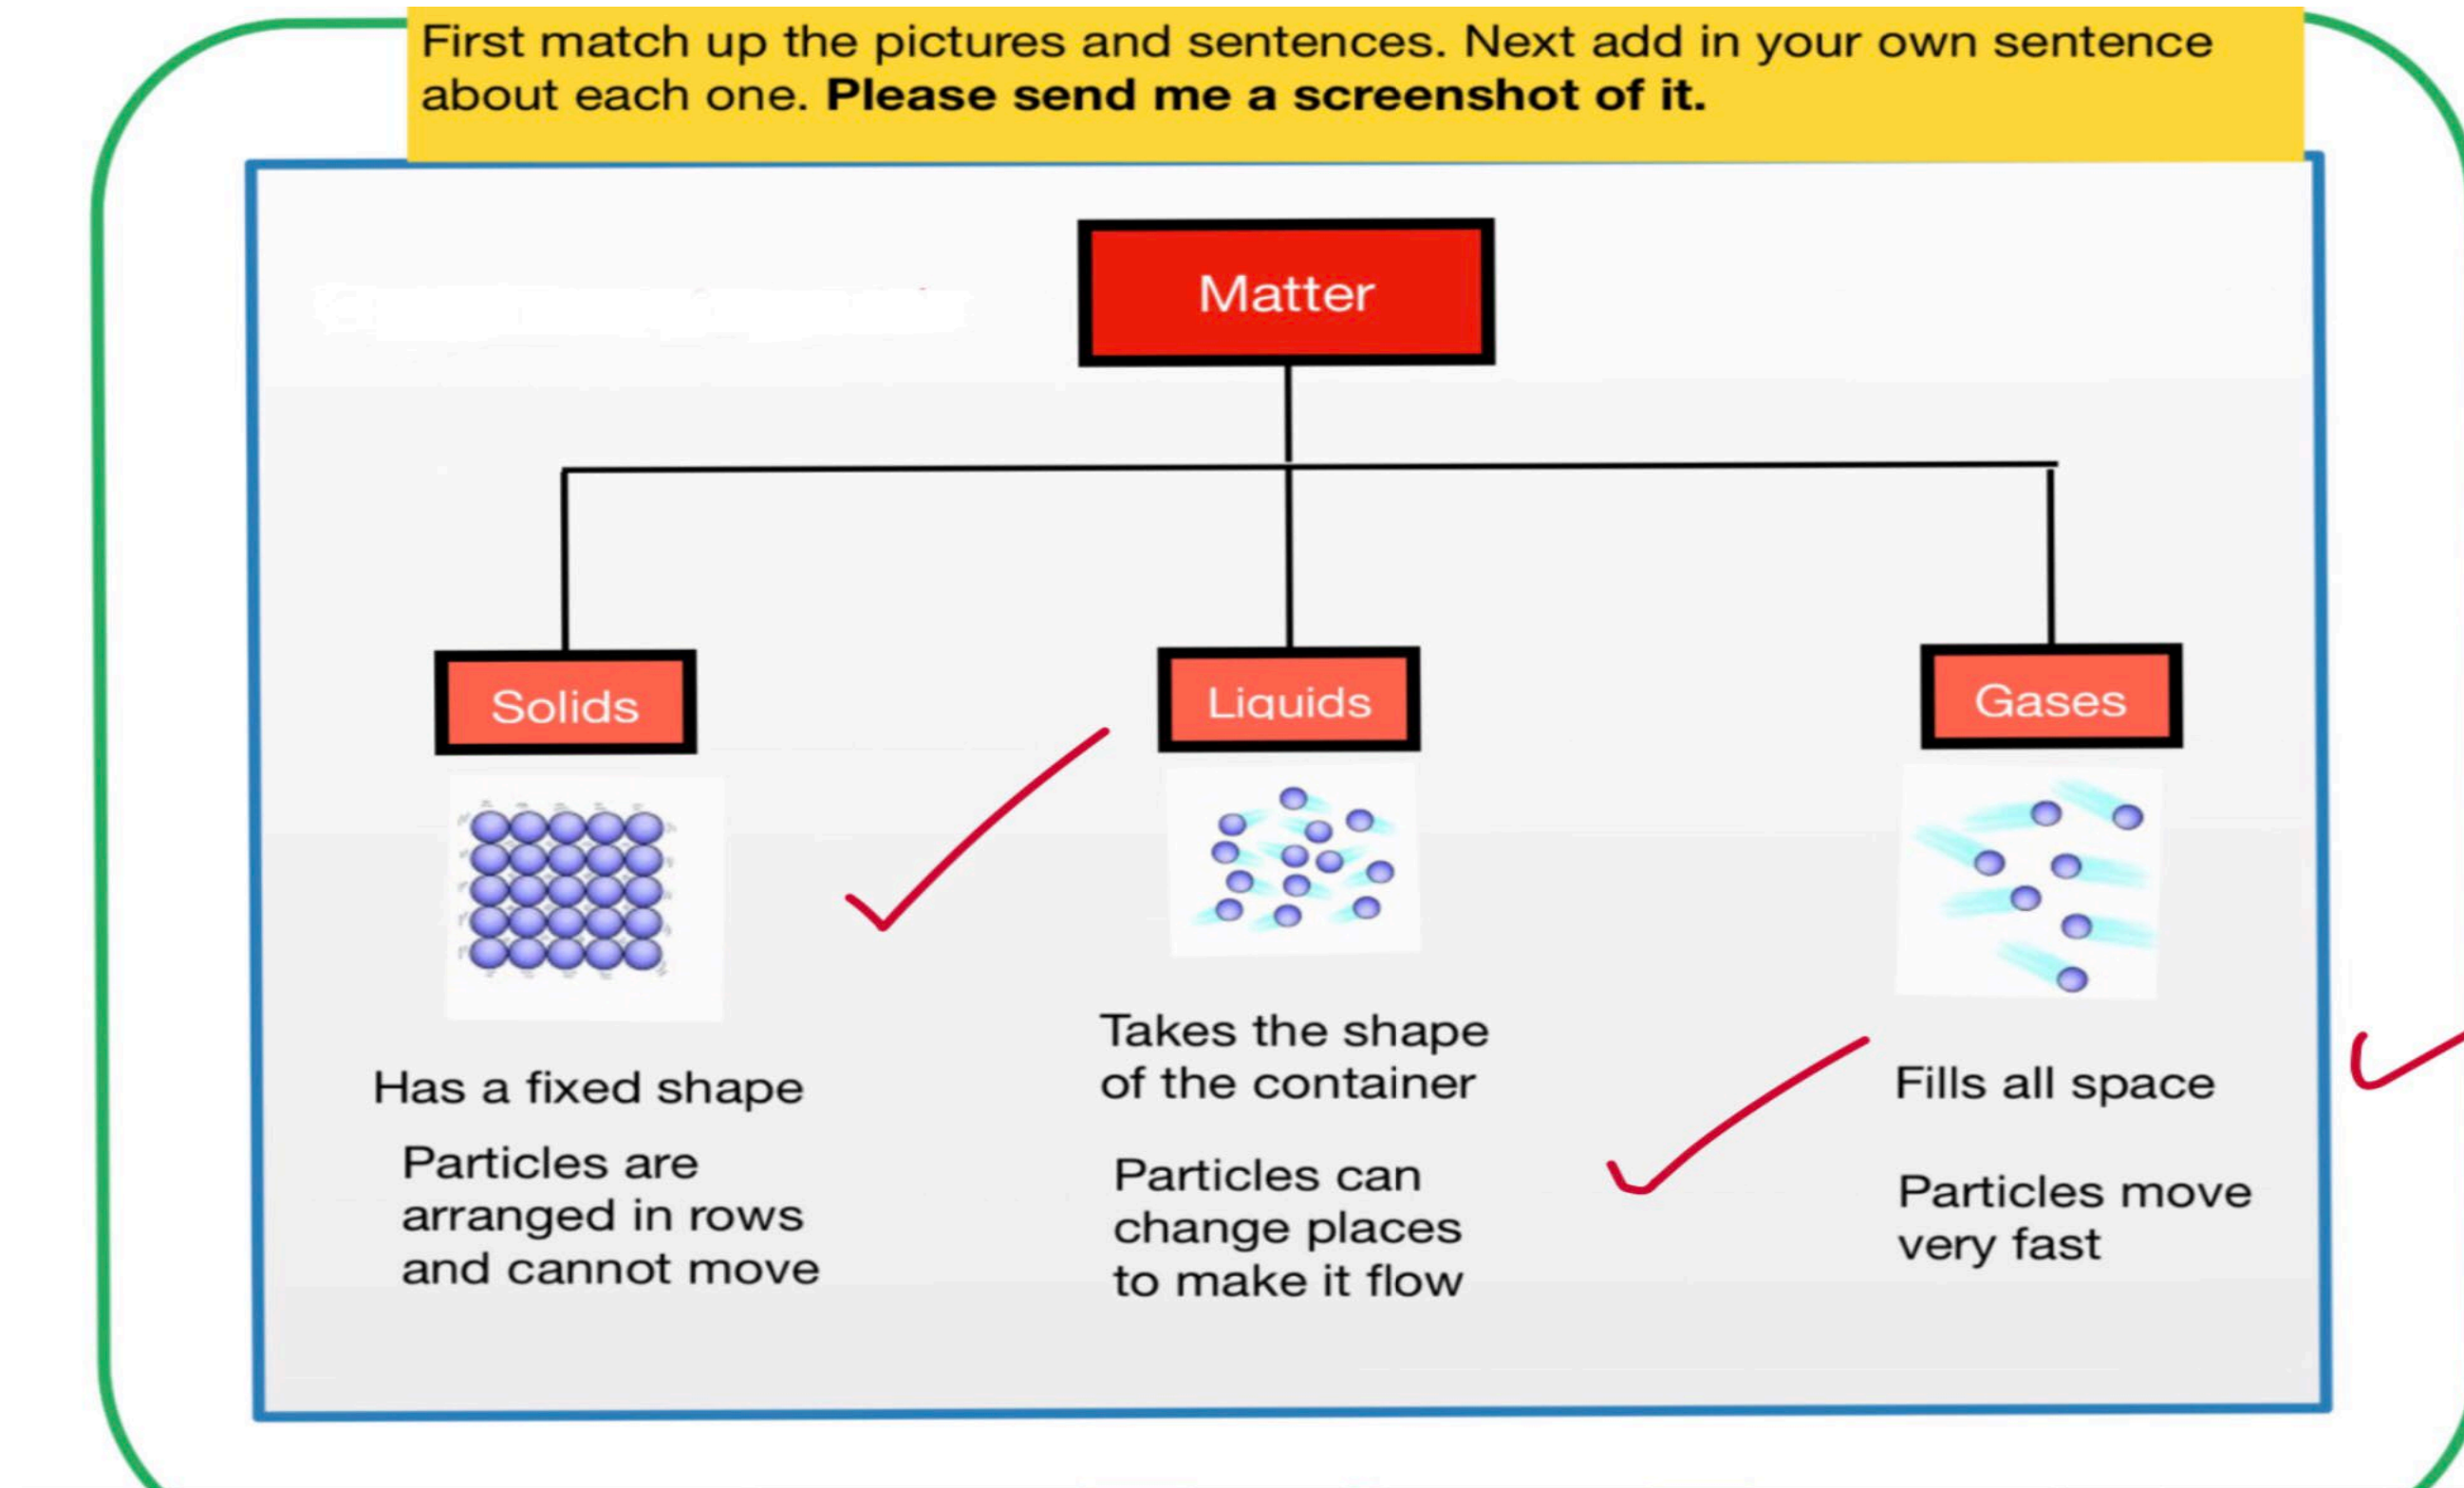 First match up the pictures and sentences. Next add in your own sentence
about each one. Please send me a screenshot of it.
Matter
Solids
Liquids
Gases
Has a fixed shape
Particles are
arranged in rows
and cannot move
Takes the shape
of the container
Particles can
change places
to make it flow
Fills all space
Particles move
very fast